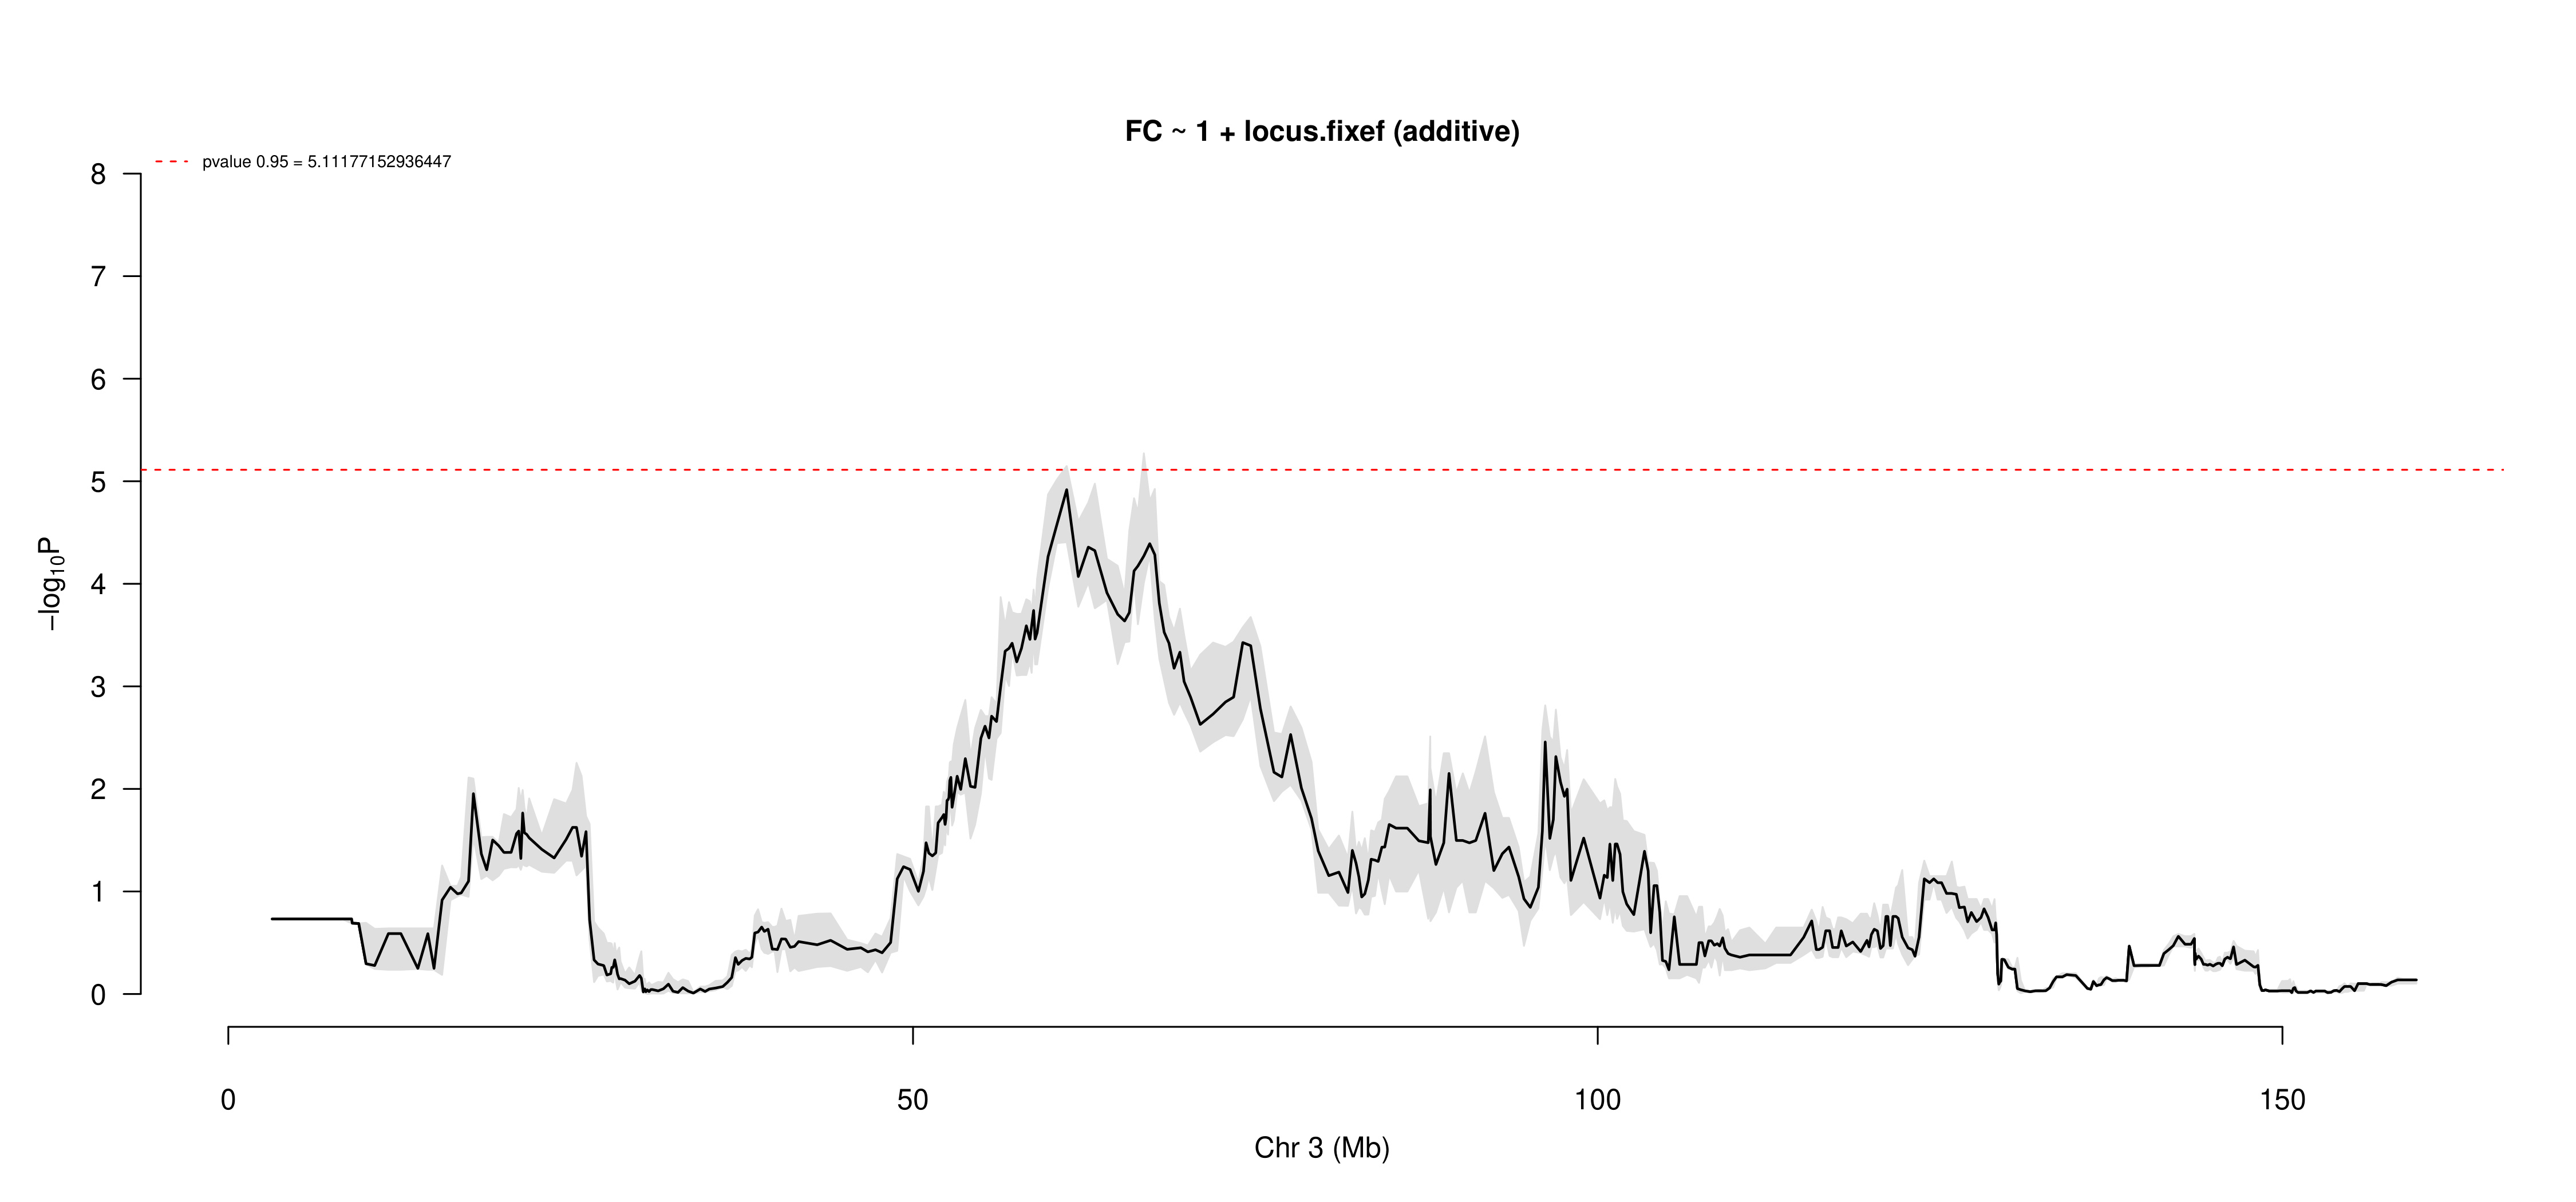 FC ~ 1 + locus.fixef (additive)
pvalue 0.95 = 5.11177152936447
8
7
6
5
4
3
2
1
0
−log10P
0 50 100 150
Chr 3 (Mb)